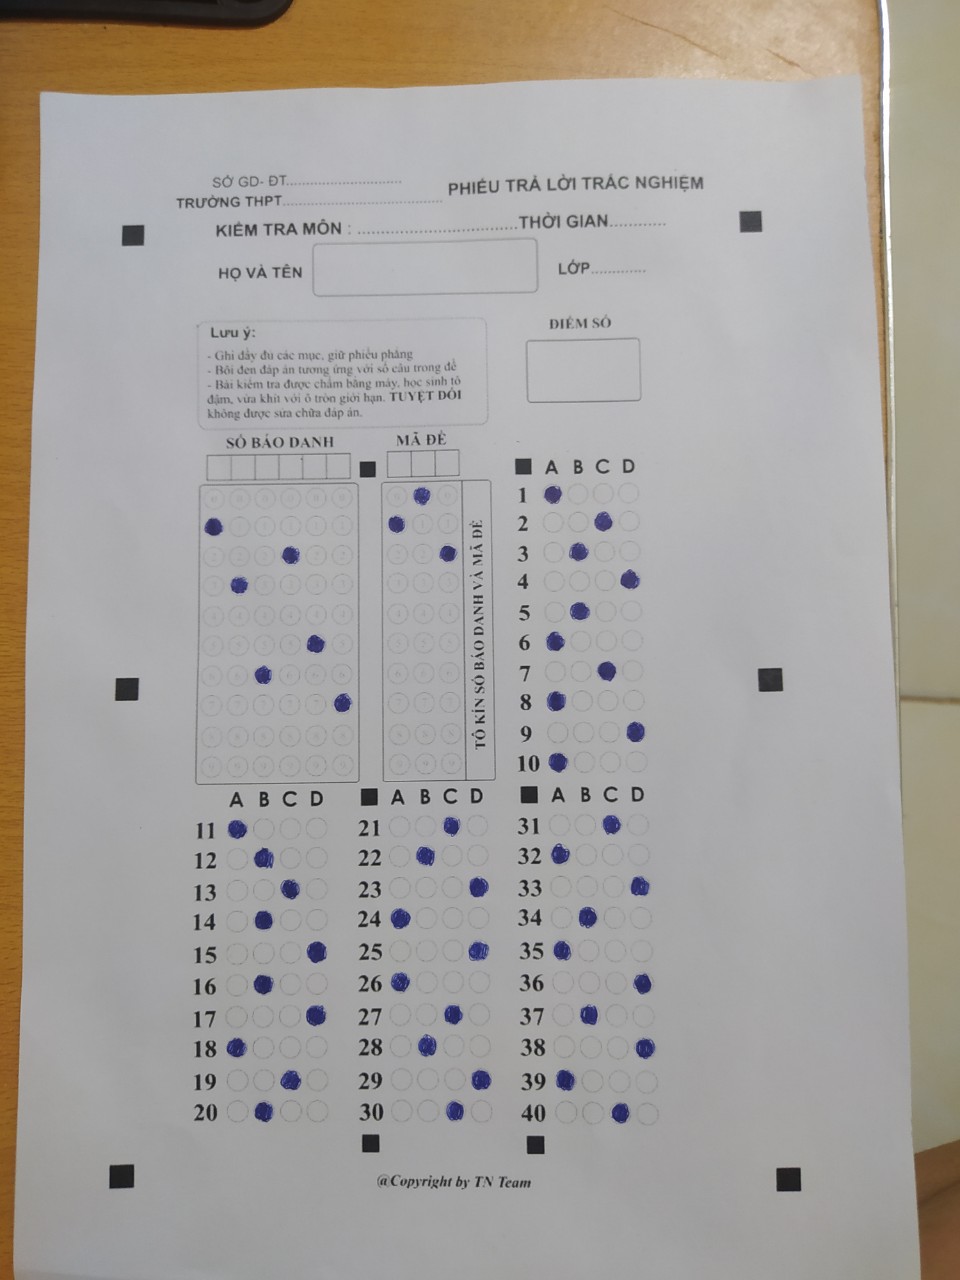 SỞ GD- ĐT..............................
TRƯỜNG THPT.........................................
PHIẾU TRẢ LỜI TRẮC NGHIỆM
KIỂM TRA MÔN : ..................................THỜI GIAN............
HỌ VÀ TÊN
LỚP.............
Lưu ý:
- Ghi đầy đủ các mục, giữ phiếu phẳng
- Bôi đen đáp án tương ứng với số câu trong đề
- Bài kiểm tra được chấm bằng máy, học sinh tô
đậm, vừa khít với ô tròn giới hạn. TUYỆT ĐỐI
không được sửa chữa đáp án.
ĐIỂM SỐ
SỐ BÁO DANH
MÃ ĐỀ
TÔ KÍN SỐ BÁO DANH VÀ MÃ ĐỀ
A B C D
1
2
3
4
5
6
7
8
9
10
A B C D
11
12
13
14
15
16
17
18
19
20
A B C D
21
22
23
24
25
26
27
28
29
30
A B C D
31
32
33
34
35
36
37
38
39
40
@Copyright by TN Team